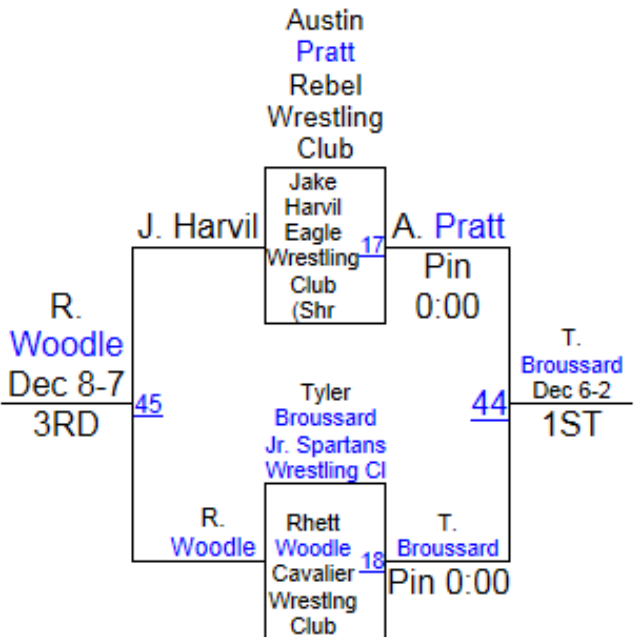 Austin
Pratt
Rebel
Wrestling
Club
Jake
Harvil
Eagle
Wrestling
Club
(Shr
17
J. Harvil
A. Pratt
Pin
0:00
R.
Woodle
Dec 8-7
3RD
45
T.
Broussard
Dec 6-2
1ST
44
Tyler
Broussard
Jr. Spartans
Wrestling Cl
Rhett
Woodle
Cavalier
Wrestlng
Club
18
R.
Woodle
T.
Broussard
Pin 0:00